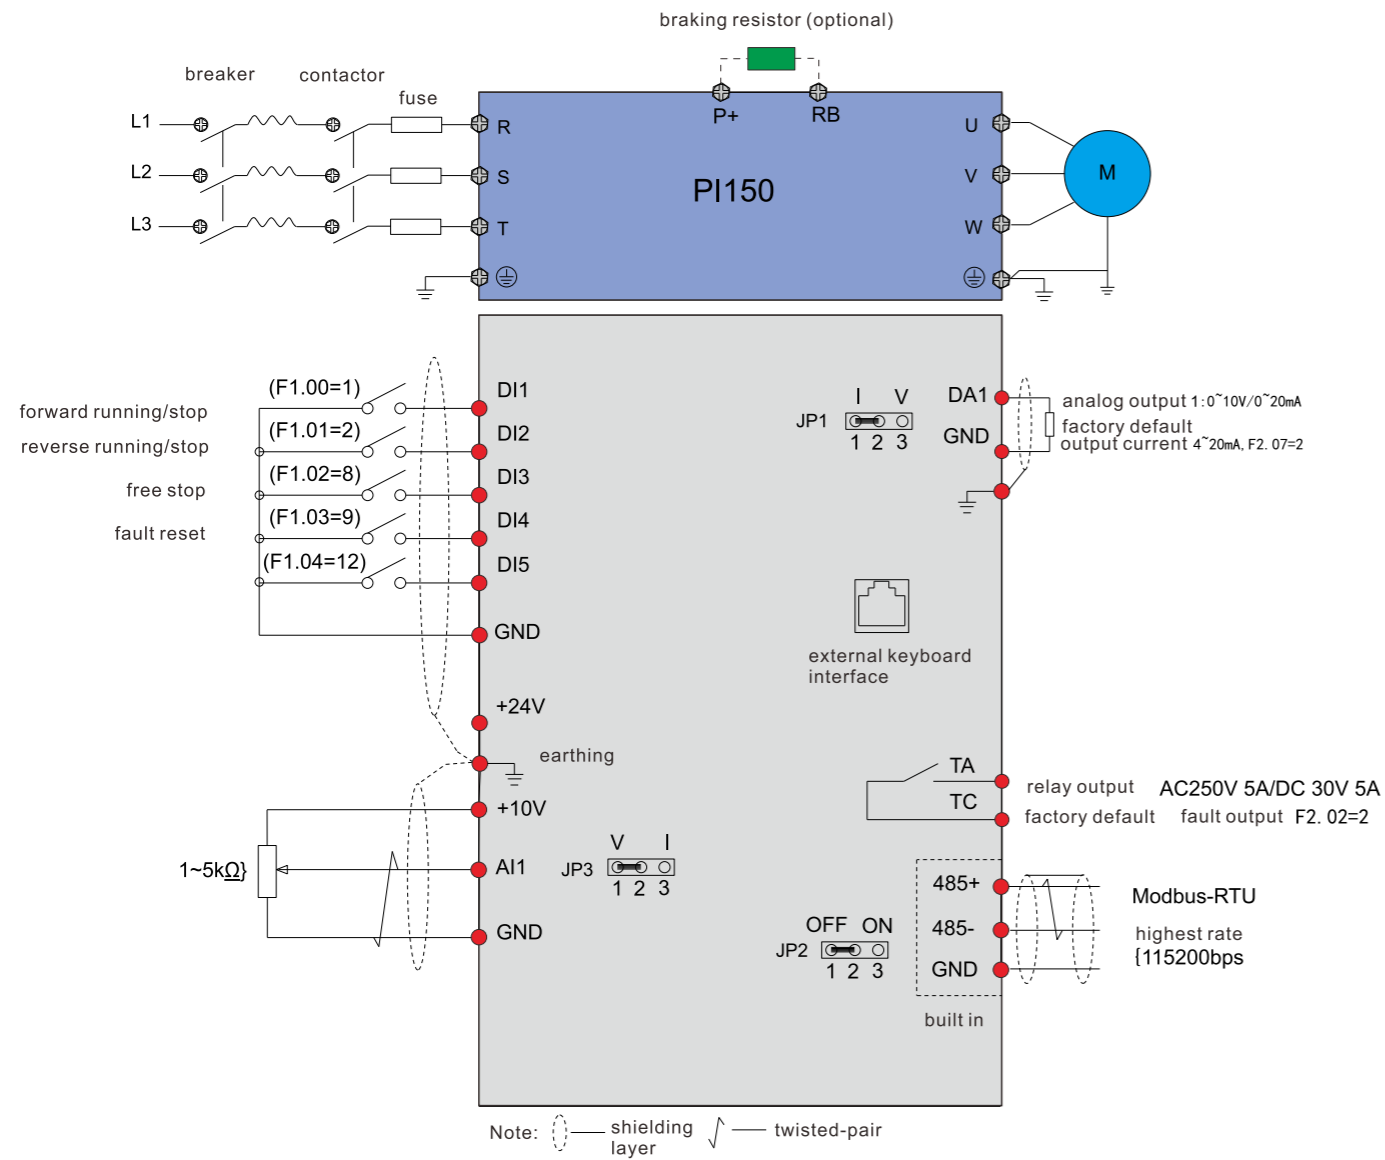 braking resistor (optional)
breaker
contactor
fuse
P+
RB
L1
R
U
L2
S
PI150
V
M
L3
T
W
(F1.00=1)
DI1
forward running/stop
(F1.01=2)
DI2
reverse running/stop
(F1.02=8)
DI3
free stop
(F1.03=9)
DI4
fault reset
(F1.04=12)
DI5
GND
+24V
earthing
+10V
1~5kΩ}
AI1
GND
I V
JP1
1 2 3
DA1
GND
analog output 1:0~10V/0~20mA
factory default
output current 4~20mA, F2. 07=2
external keyboard
interface
TA
TC
relay output AC250V 5A/DC 30V 5A
factory default fault output F2. 02=2
V I
JP3
1 2 3
OFF ON
JP2
1 2 3
485+
485-
GND
built in
Modbus-RTU
highest rate
{115200bps
Note: shielding
layer
twisted-pair